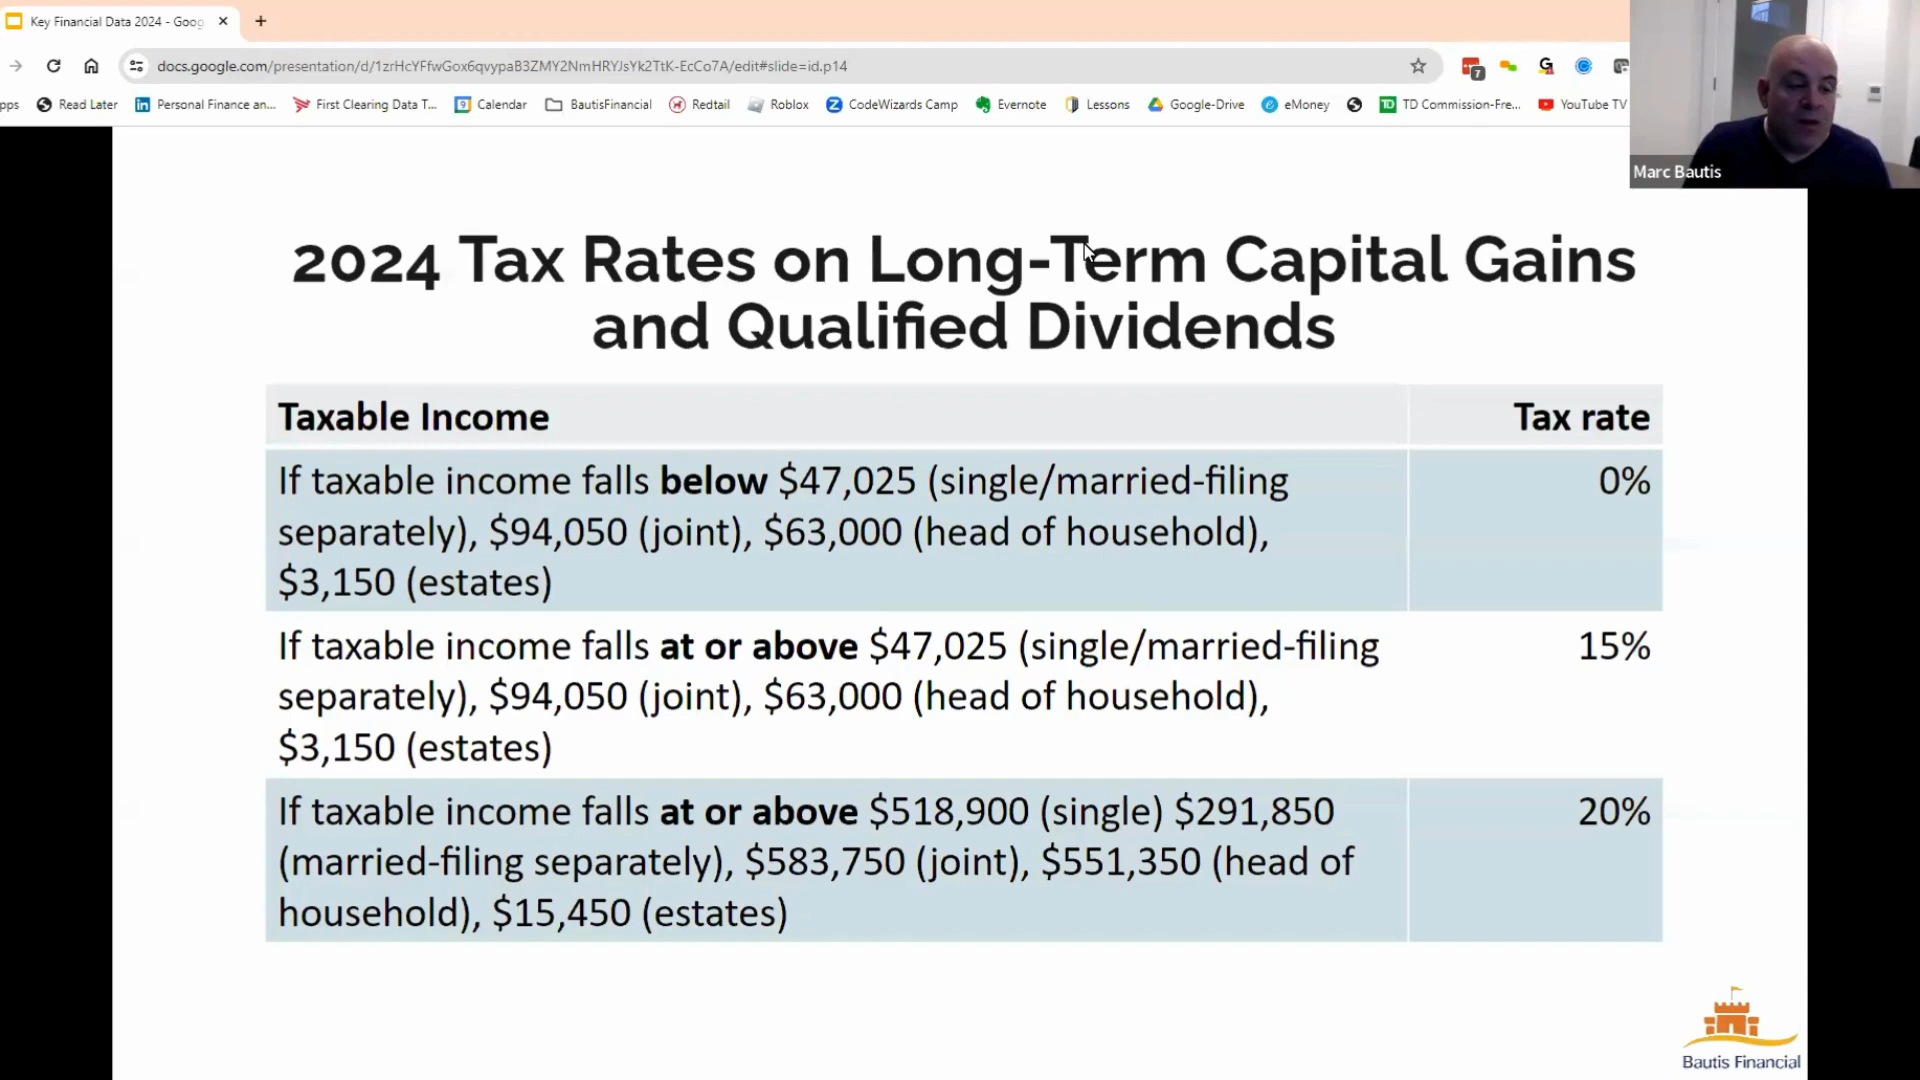 Key Financial Data 2024 - Goog
docs.google.com/presentation/d/1zrHcYFfwGox6qvypaB3ZMY2NmHRYJsYk2TtK-EcCo7A/edit#slide=id.p14
7
pps Read Later Personal Finance an... First Clearing Data T... Calendar BautisFinancial Redtail Roblox CodeWizards Camp Evernote Lessons Google-Drive eMoney TD Commission-Fre... YouTube TV
Marc Bautis
2024 Tax Rates on Long-Term Capital Gains
and Qualified Dividends
Taxable Income Tax rate
If taxable income falls below $47,025 (single/married-filing 0%
separately), $94,050 (joint), $63,000 (head of household),
$3,150 (estates)
If taxable income falls at or above $47,025 (single/married-filing 15%
separately), $94,050 (joint), $63,000 (head of household),
$3,150 (estates)
If taxable income falls at or above $518,900 (single) $291,850 20%
(married-filing separately), $583,750 (joint), $551,350 (head of
household), $15,450 (estates)
Bautis Financial